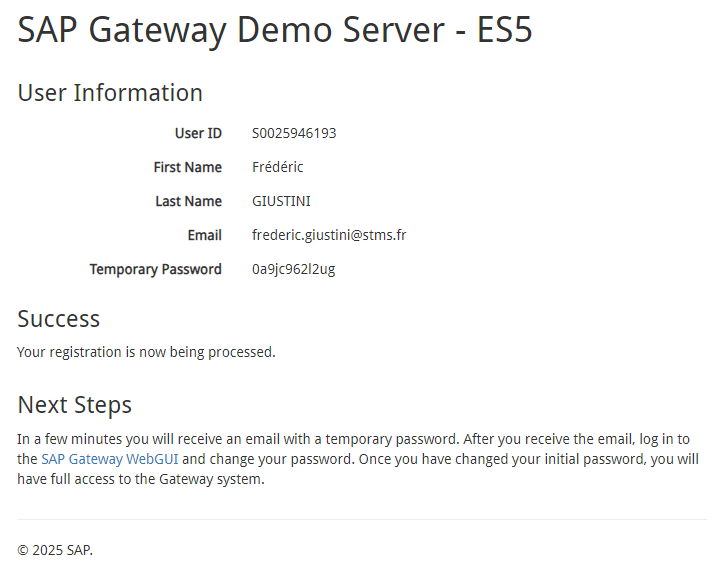 SAP Gateway Demo Server - ES5
User Information
User ID S0025946193
First Name Frédéric
Last Name GIUSTINI
Email frederic.giustini@stms.fr
Temporary Password 0a9jc962l2ug
Success
Your registration is now being processed.
Next Steps
In a few minutes you will receive an email with a temporary password. After you receive the email, log in to
the SAP Gateway WebGUI and change your password. Once you have changed your initial password, you will
have full access to the Gateway system.
© 2025 SAP.